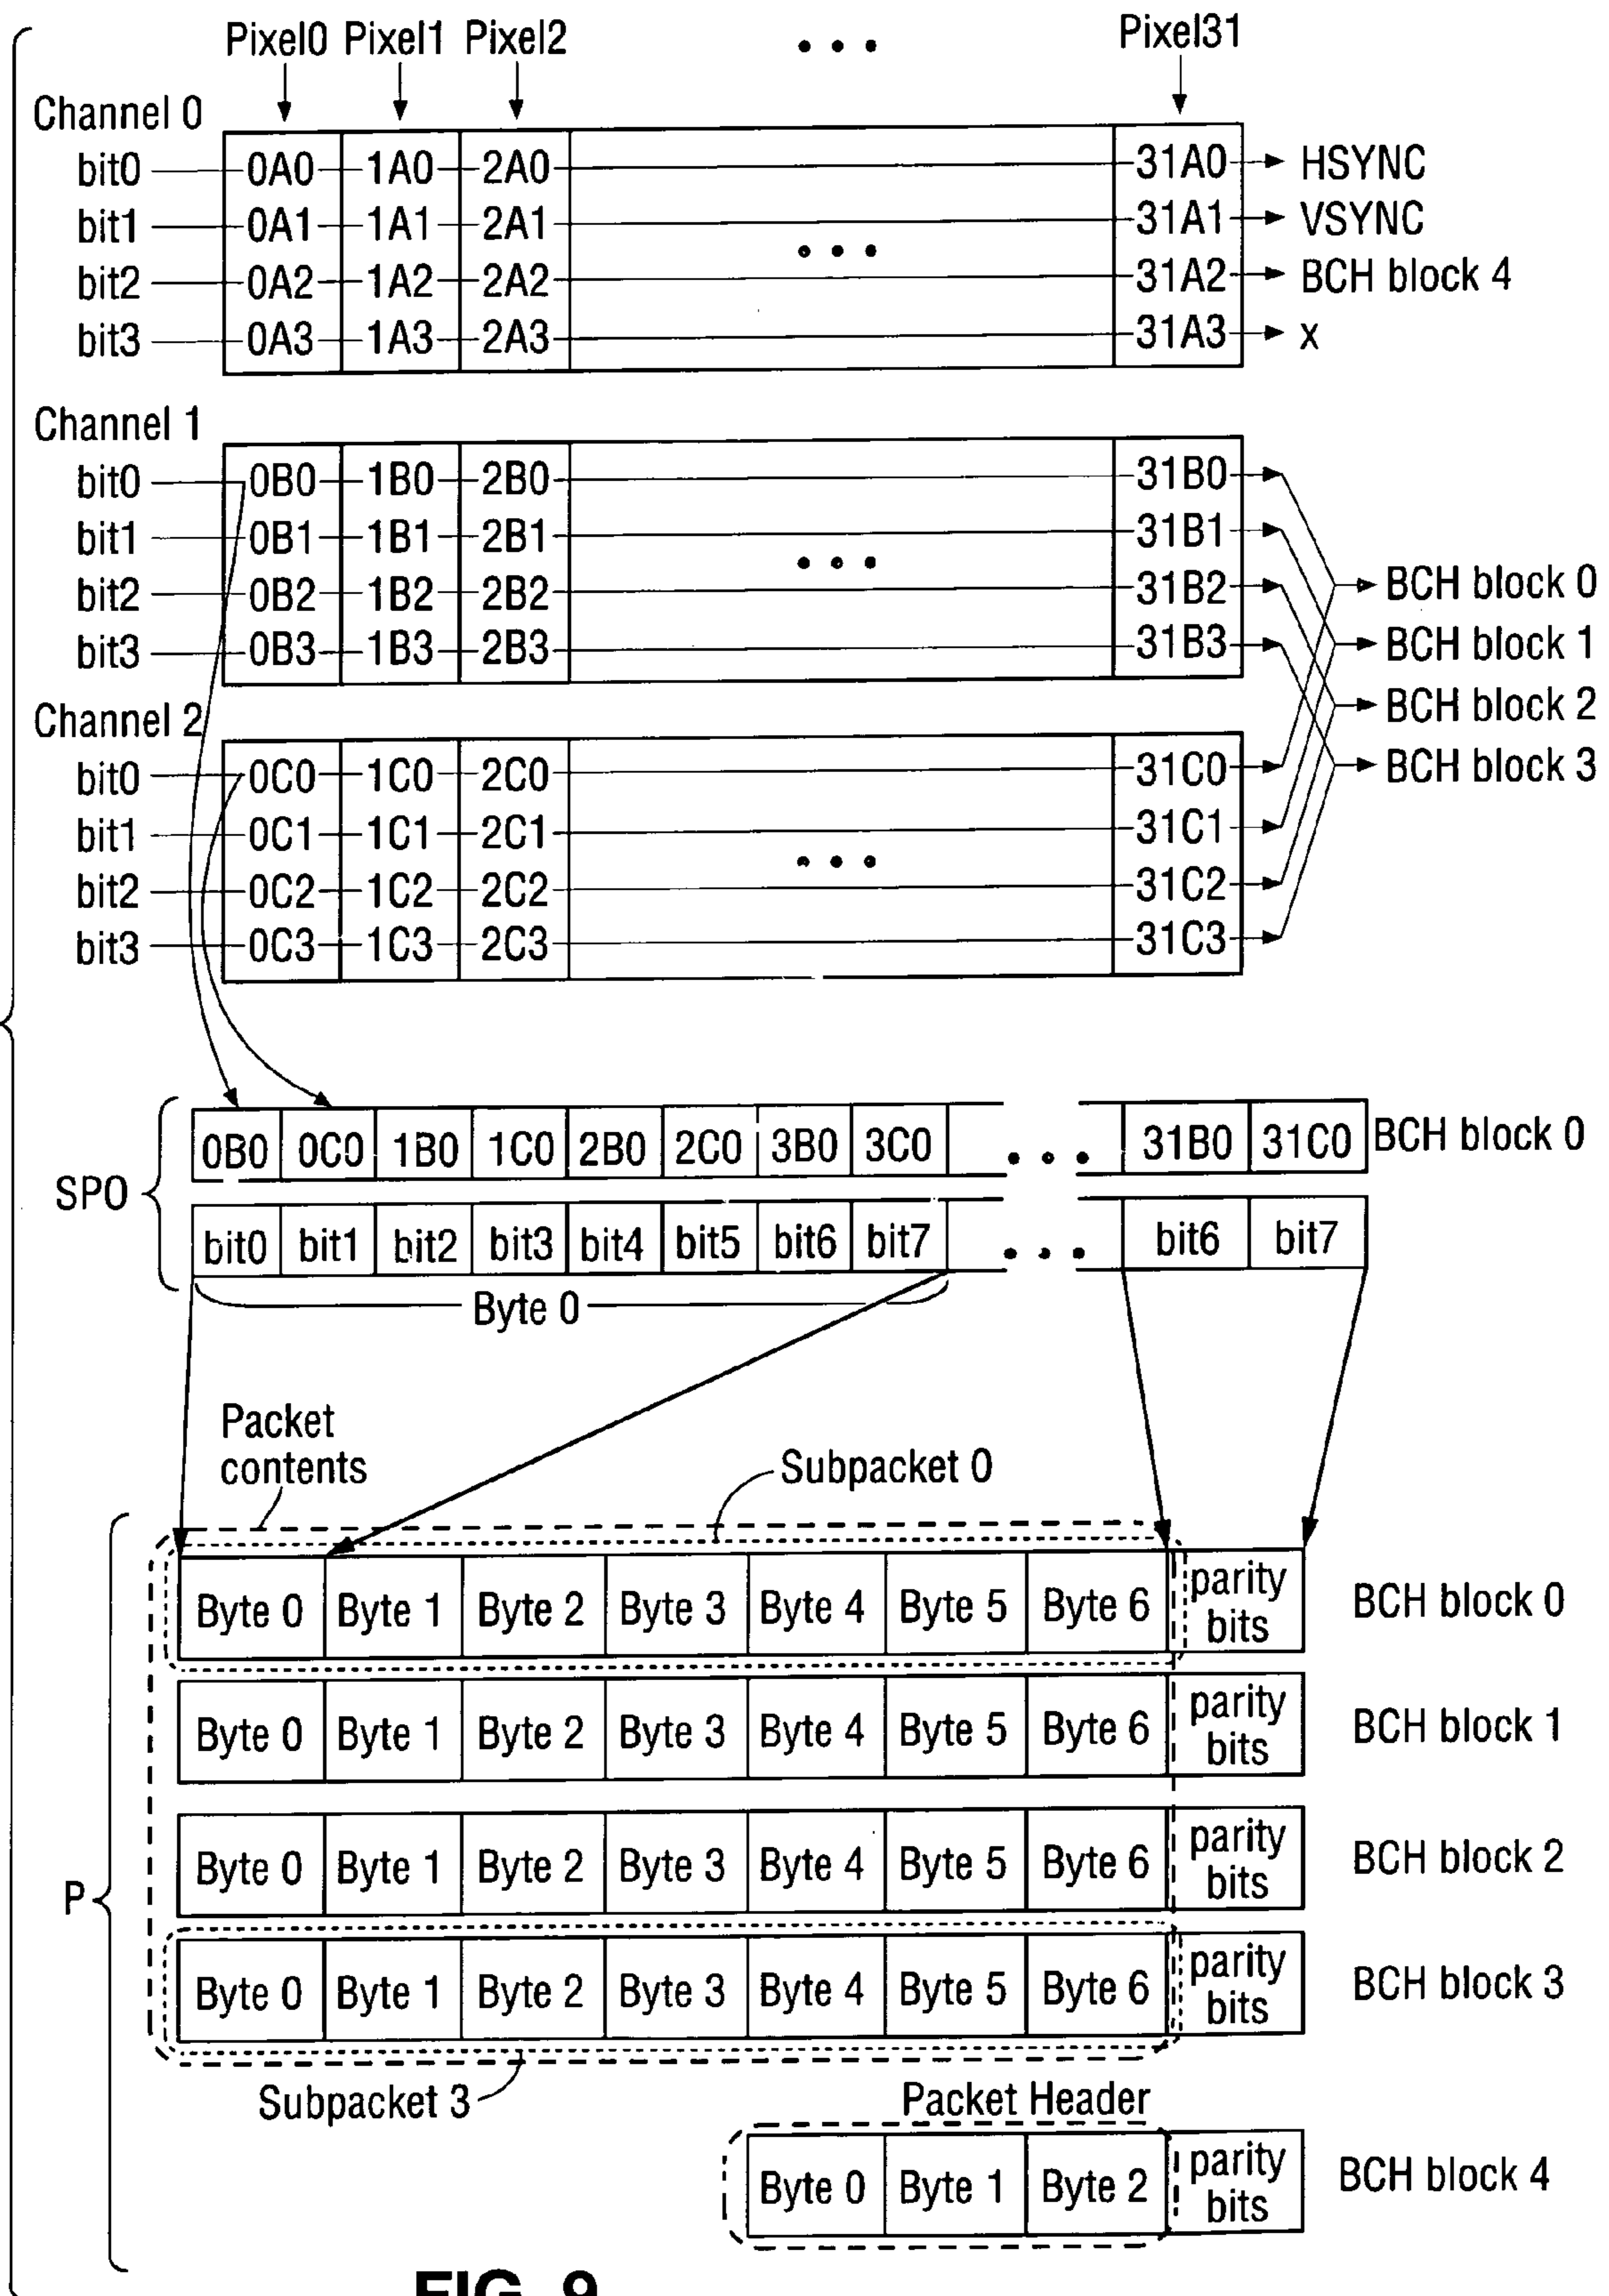 Pixel0 Pixel1 Pixel2 • • • Pixel31
Channel 0
bit0 0A0 1A0 2A0 31A0 HSYNC
bit1 0A1 1A1 2A1 31A1 VSYNC
• • •
bit2 0A2 1A2 2A2 31A2 BCH block 4
bit3 0A3 1A3 2A3 31A3 x
Channel 1
bit0 0B0 1B0 2B0 31B0
bit1 0B1 1B1 2B1 31B1
• • •
bit2 0B2 1B2 2B2 31B2
bit3 0B3 1B3 2B3 31B3
BCH block 0
BCH block 1
BCH block 2
BCH block 3
Channel 2
bit0 0C0 1C0 2C0 31C0
bit1 0C1 1C1 2C1 31C1
• • •
bit2 0C2 1C2 2C2 31C2
bit3 0C3 1C3 2C3 31C3
SP0
0B0 0C0 1B0 1C0 2B0 2C0 3B0 3C0 • • • 31B0 31C0 BCH block 0
bit0 bit1 bit2 bit3 bit4 bit5 bit6 bit7 • • • bit6 bit7
Byte 0
Packet
contents
Subpacket 0
P
Byte 0 Byte 1 Byte 2 Byte 3 Byte 4 Byte 5 Byte 6 parity bits BCH block 0
Byte 0 Byte 1 Byte 2 Byte 3 Byte 4 Byte 5 Byte 6 parity bits BCH block 1
Byte 0 Byte 1 Byte 2 Byte 3 Byte 4 Byte 5 Byte 6 parity bits BCH block 2
Byte 0 Byte 1 Byte 2 Byte 3 Byte 4 Byte 5 Byte 6 parity bits BCH block 3
Subpacket 3
Packet Header
Byte 0 Byte 1 Byte 2 parity bits BCH block 4
FIG. 9